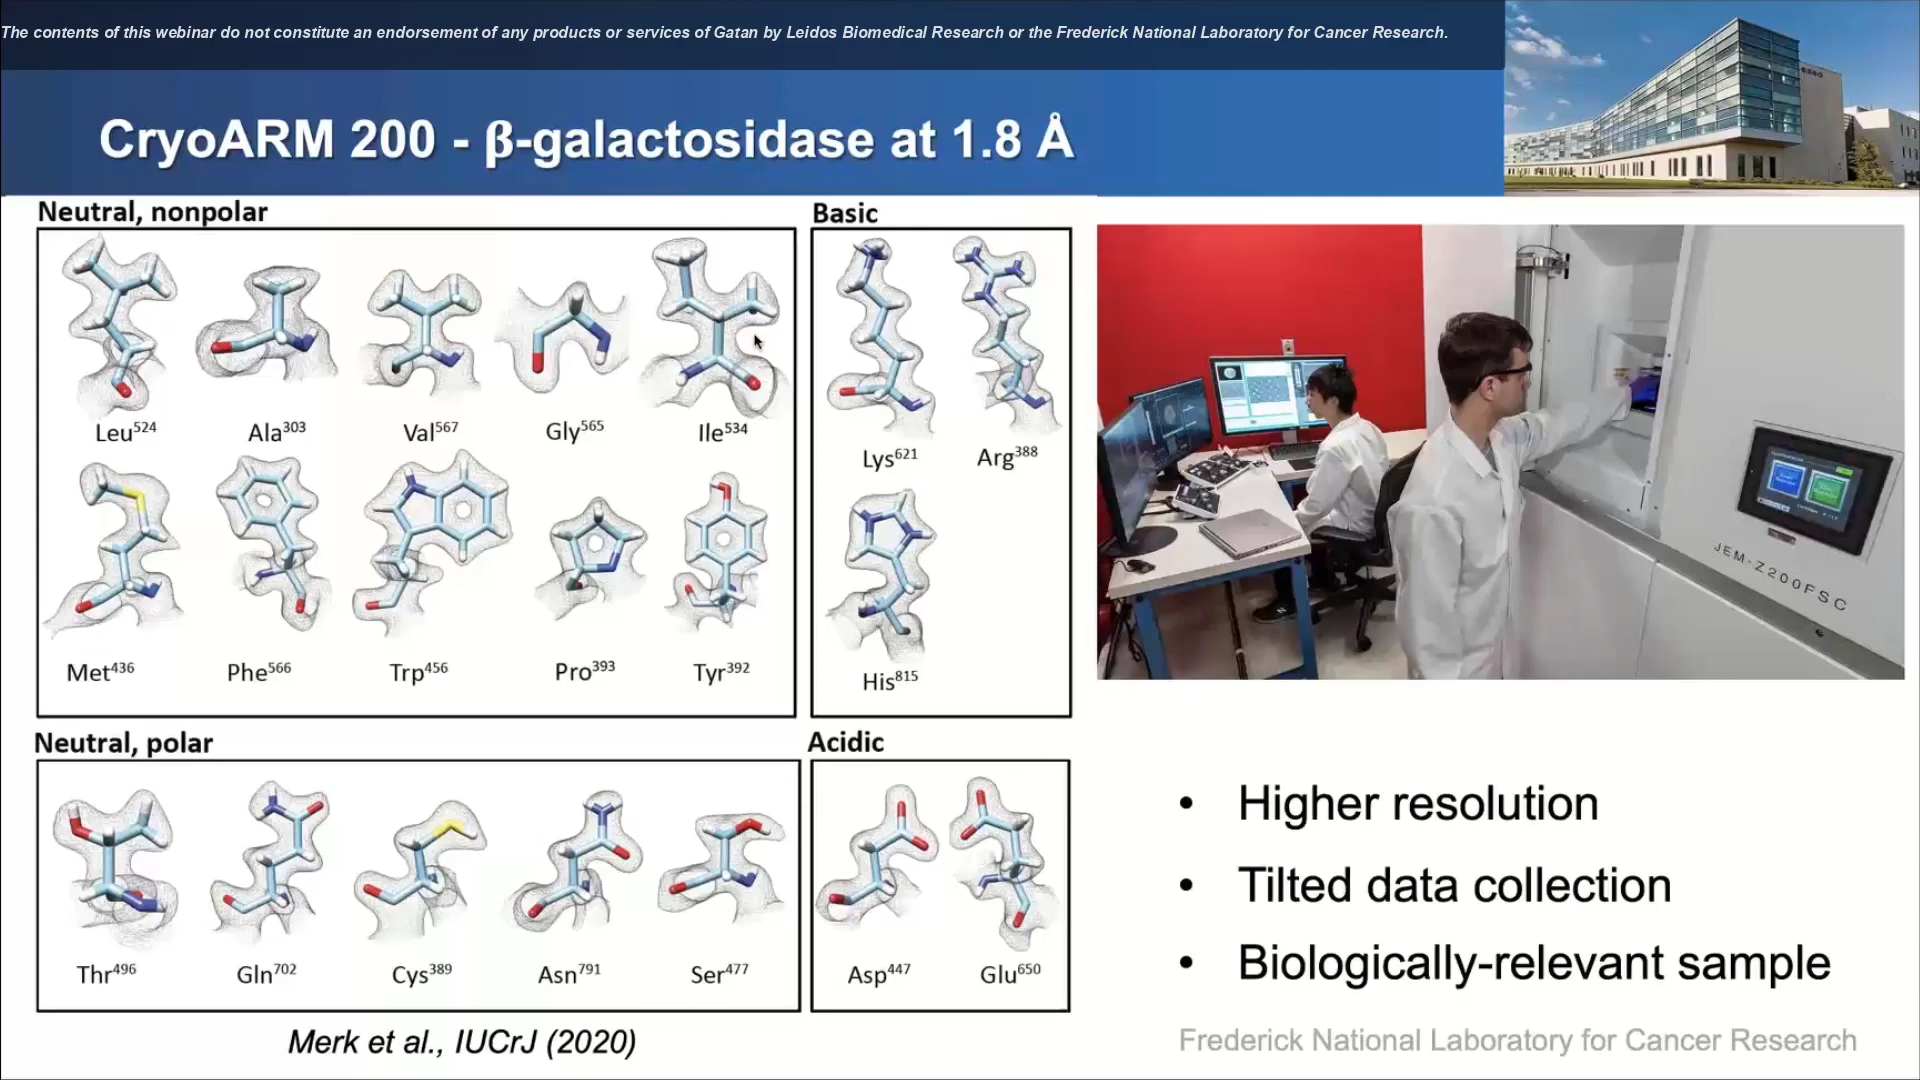 The contents of this webinar do not constitute an endorsement of any products or services of Gatan by Leidos Biomedical Research or the Frederick National Laboratory for Cancer Research.
CryoARM 200 - β-galactosidase at 1.8 Å
Neutral, nonpolar
Leu524 Ala303 Val567 Gly565 Ile534
Met436 Phe566 Trp456 Pro393 Tyr392
Basic
Lys621 Arg388
His815
Neutral, polar
Thr496 Gln702 Cys389 Asn791 Ser477
Acidic
Asp447 Glu650
Merk et al., IUCrJ (2020)
JEM-Z200FSC
• Higher resolution
• Tilted data collection
• Biologically-relevant sample
Frederick National Laboratory for Cancer Research